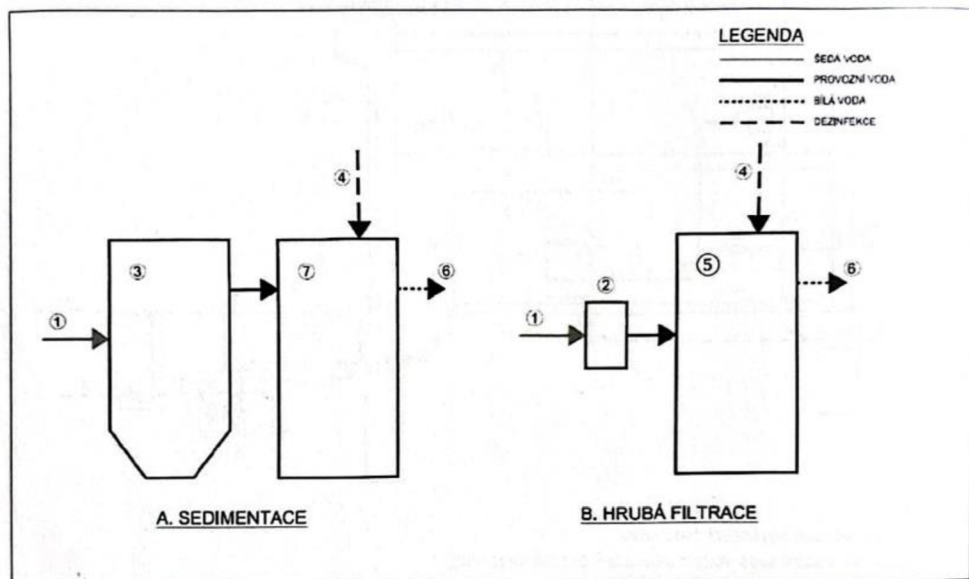 LEGENDA
ŠEDA VODA
PROVOZNÍ VODA
BÍLÁ VODA
DEZINFEKCE
④
④
③
⑦
⑥
⑤
⑥
②
①
①
A. SEDIMENTACE
B. HRUBÁ FILTRACE